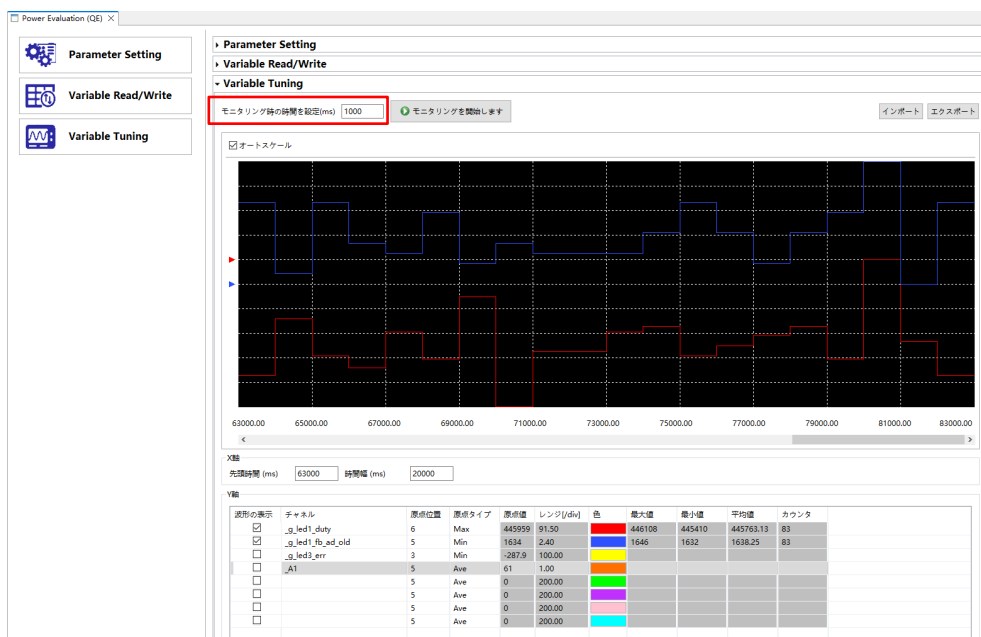 Power Evaluation (QE)
Parameter Setting
Variable Read/Write
Variable Tuning
Parameter Setting
Variable Read/Write
Variable Tuning
モニタリング時の時間を設定(ms) 1000 モニタリングを開始します インポート エクスポート
オートスケール
63000.00 65000.00 67000.00 69000.00 71000.00 73000.00 75000.00 77000.00 79000.00 81000.00 83000.00
X軸
先頭時間 (ms) 63000 時間幅 (ms) 20000
Y軸
波形の表示 チャネル 原点位置 原点タイプ 原点値 レンジ[/div] 色 最大値 最小値 平均値 カウンタ
_g_led1_duty 6 Max 445959 91.50 446108 445410 445763.13 83
_g_led1_fb_ad_old 5 Min 1634 2.40 1646 1632 1638.25 83
_g_led3_err 3 Min -287.9 100.00
_A1 5 Ave 61 1.00
5 Ave 0 200.00
5 Ave 0 200.00
5 Ave 0 200.00
5 Ave 0 200.00